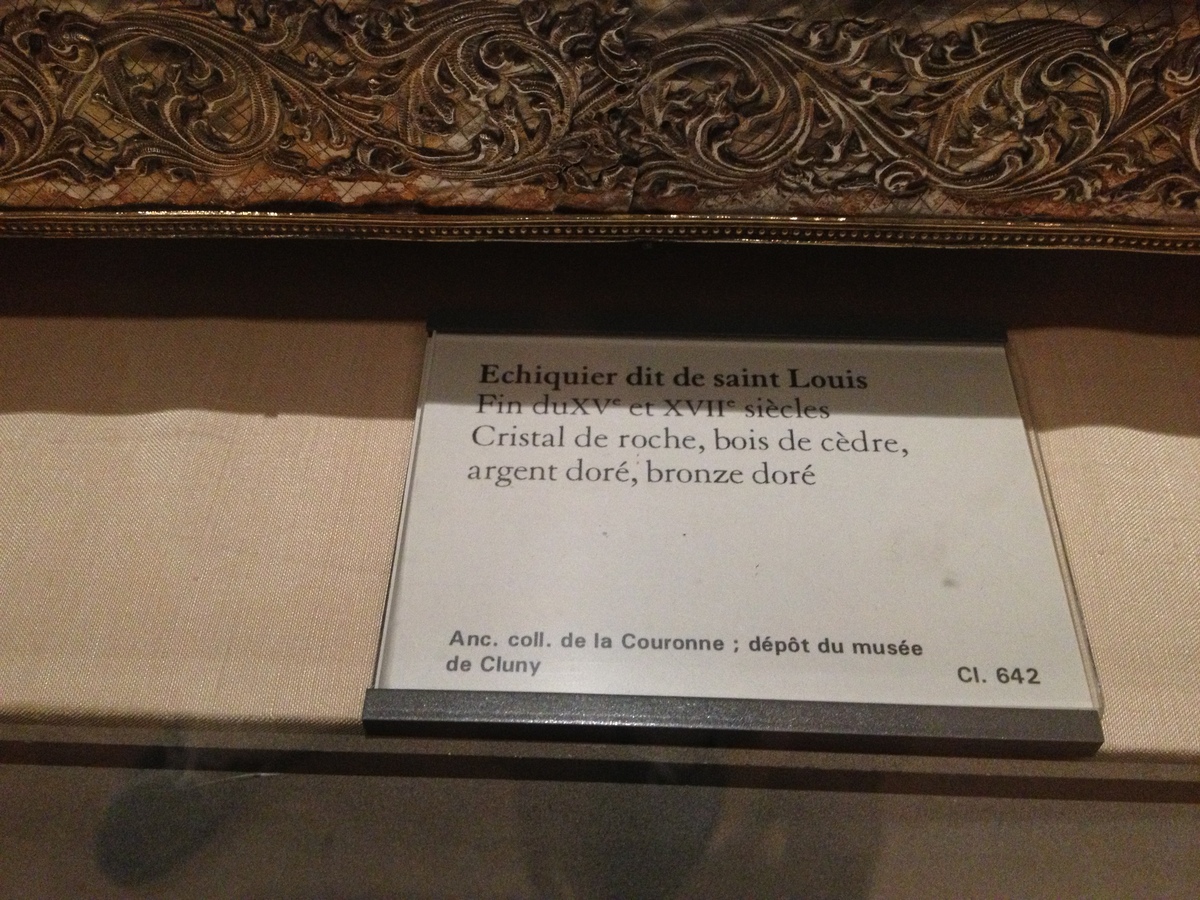 Echiquier dit de saint Louis
Fin duXVe et XVIIe siècles
Cristal de roche, bois de cèdre,
argent doré, bronze doré
Anc. coll. de la Couronne ; dépôt du musée
de Cluny
Cl. 642